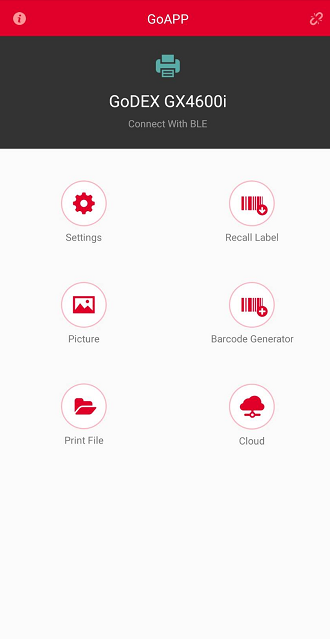 GoAPP
GoDEX GX4600i
Connect With BLE
Settings
Recall Label
Picture
Barcode Generator
Print File
Cloud